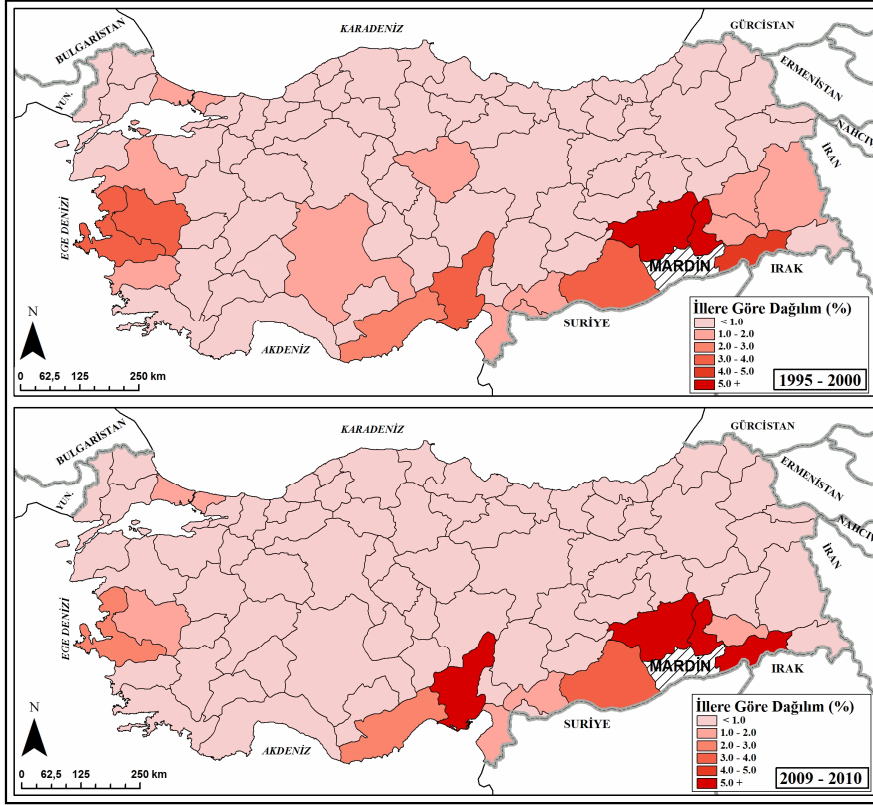 BULGARİSTAN
KARADENİZ
GÜRCİSTAN
ERMENİSTAN
YUN.
NAHCIV
İRAN
EGE DENİZİ
MARDİN
IRAK
SURİYE
AKDENİZ
N
0 62,5 125 250 km
İllere Göre Dağılım (%)
< 1.0
1.0 - 2.0
2.0 - 3.0
3.0 - 4.0
4.0 - 5.0
5.0 +
1995 - 2000
BULGARİSTAN
KARADENİZ
GÜRCİSTAN
ERMENİSTAN
YUN.
NAHCIV
İRAN
EGE DENİZİ
MARDİN
IRAK
SURİYE
AKDENİZ
N
0 62,5 125 250 km
İllere Göre Dağılım (%)
< 1.0
1.0 - 2.0
2.0 - 3.0
3.0 - 4.0
4.0 - 5.0
5.0 +
2009 - 2010